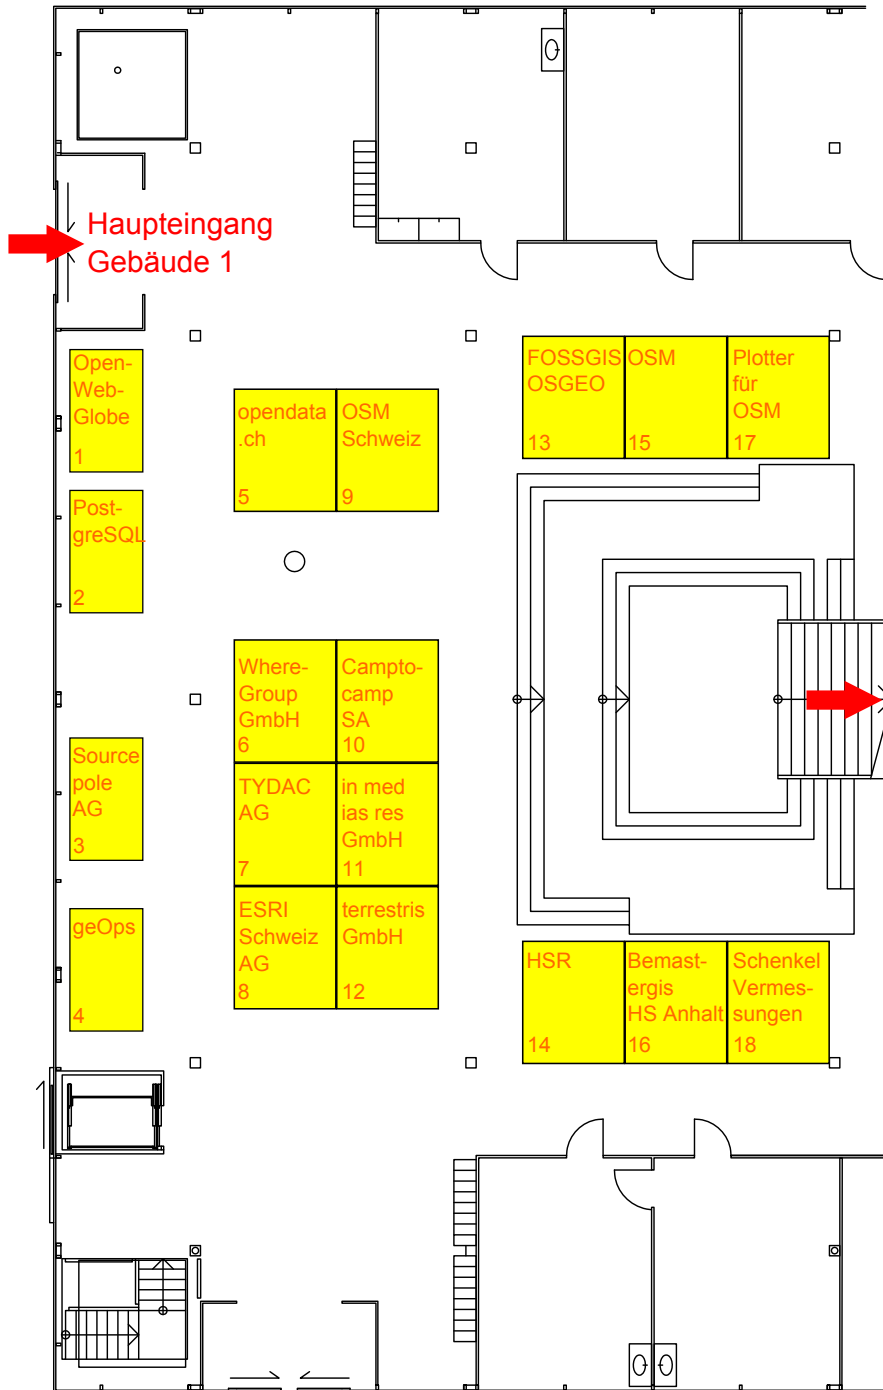 Haupteingang
Gebäude 1
Open-
Web-
Globe
1
Post-
greSQL
2
Source
pole
AG
3
geOps
4
opendata
.ch
5
OSM
Schweiz
9
Where-
Group
GmbH
6
Campto-
camp
SA
10
TYDAC
AG
7
in med
ias res
GmbH
11
ESRI
Schweiz
AG
8
terrestris
GmbH
12
FOSSGIS
OSGEO
13
OSM
15
Plotter
für
OSM
17
HSR
14
Bemast-
ergis
HS Anhalt
16
Schenkel
Vermes-
sungen
18